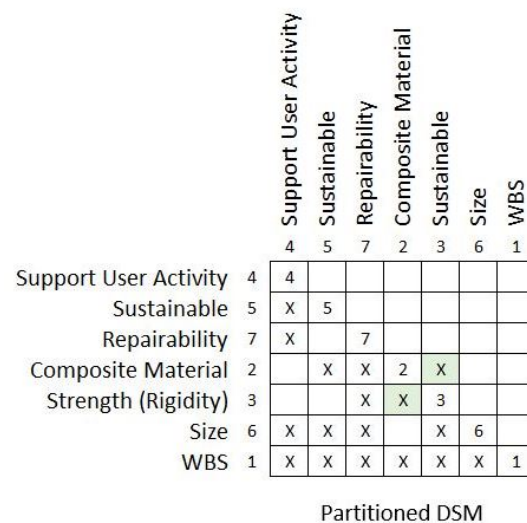 Support User Activity
Sustainable
Repairability
Composite Material
Sustainable
Size
WBS
4 5 7 2 3 6 1
Support User Activity 4 4
Sustainable 5 X 5
Repairability 7 X 7
Composite Material 2 X X 2 X
Strength (Rigidity) 3 X X 3
Size 6 X X X X 6
WBS 1 X X X X X X 1
Partitioned DSM